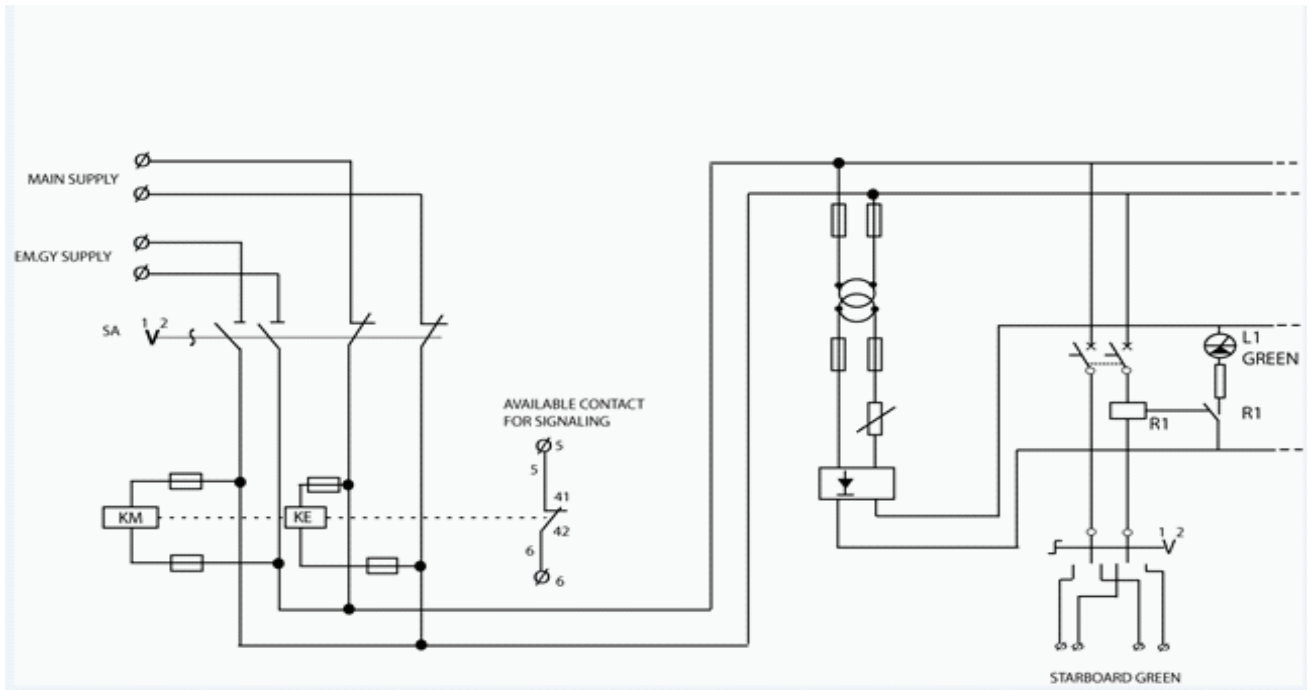 MAIN SUPPLY
EM.GY SUPPLY
SA
1 2
AVAILABLE CONTACT
FOR SIGNALING
5
5
41
KM
KE
42
6
6
L1
GREEN
R1
R1
1 2
STARBOARD GREEN